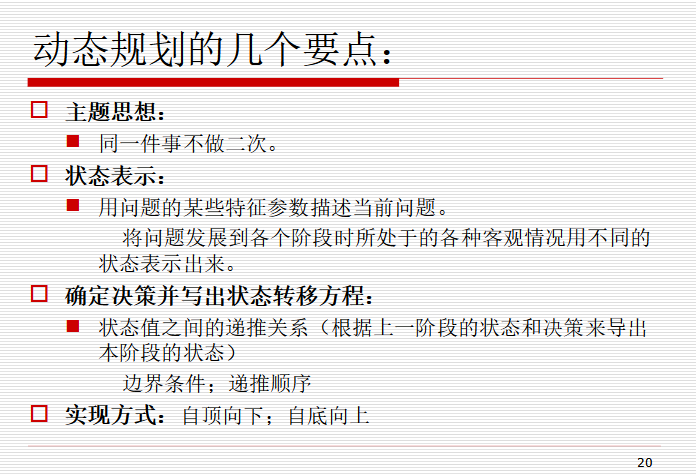 动态规划的几个要点：
主题思想：
同一件事不做二次。
状态表示：
用问题的某些特征参数描述当前问题。
将问题发展到各个阶段时所处于的各种客观情况用不同的
状态表示出来。
确定决策并写出状态转移方程：
状态值之间的递推关系（根据上一阶段的状态和决策来导出
本阶段的状态）
边界条件；递推顺序
实现方式：自顶向下；自底向上
20